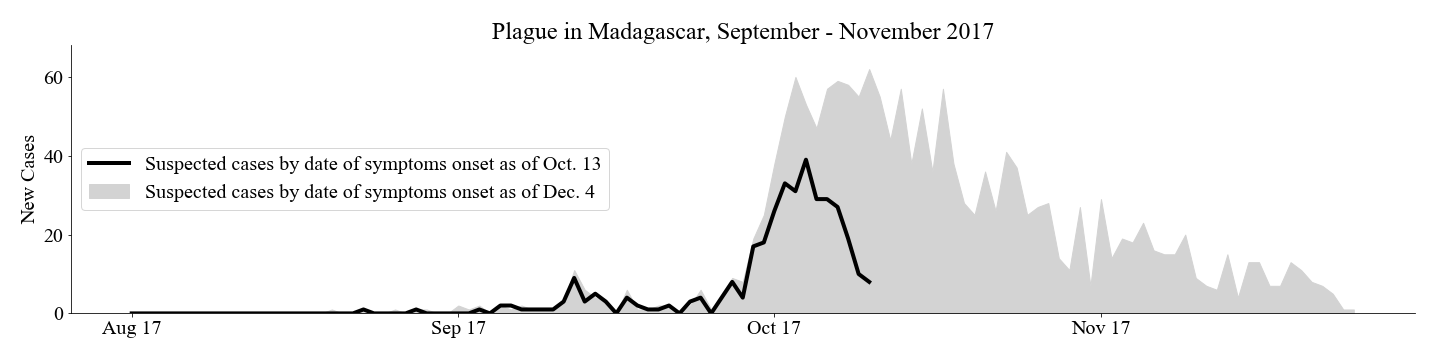 Plague in Madagascar, September - November 2017
60
40
20
0
New Cases
Suspected cases by date of symptoms onset as of Oct. 13
Suspected cases by date of symptoms onset as of Dec. 4
Aug 17
Sep 17
Oct 17
Nov 17